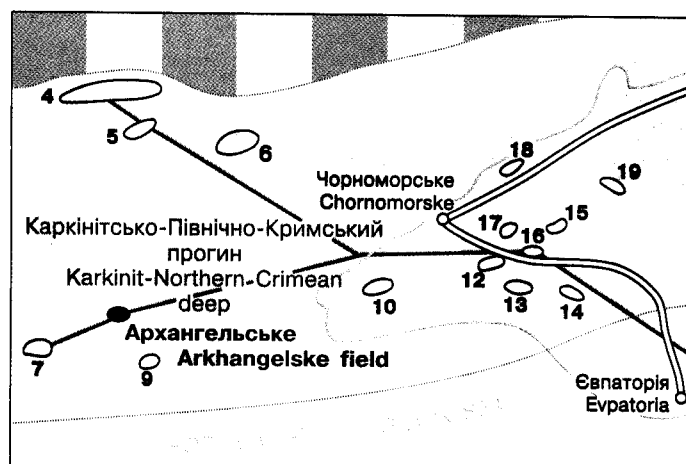 4
5
6
18
19
Чорноморське
Chornomorske
17
15
16
Каркінітсько-Північно-Кримський
прогин
Karkinit-Northern-Crimean
deep
12
10
13
14
Архангельське
Arkhangelske field
7
9
Євпаторія
Evpatoria